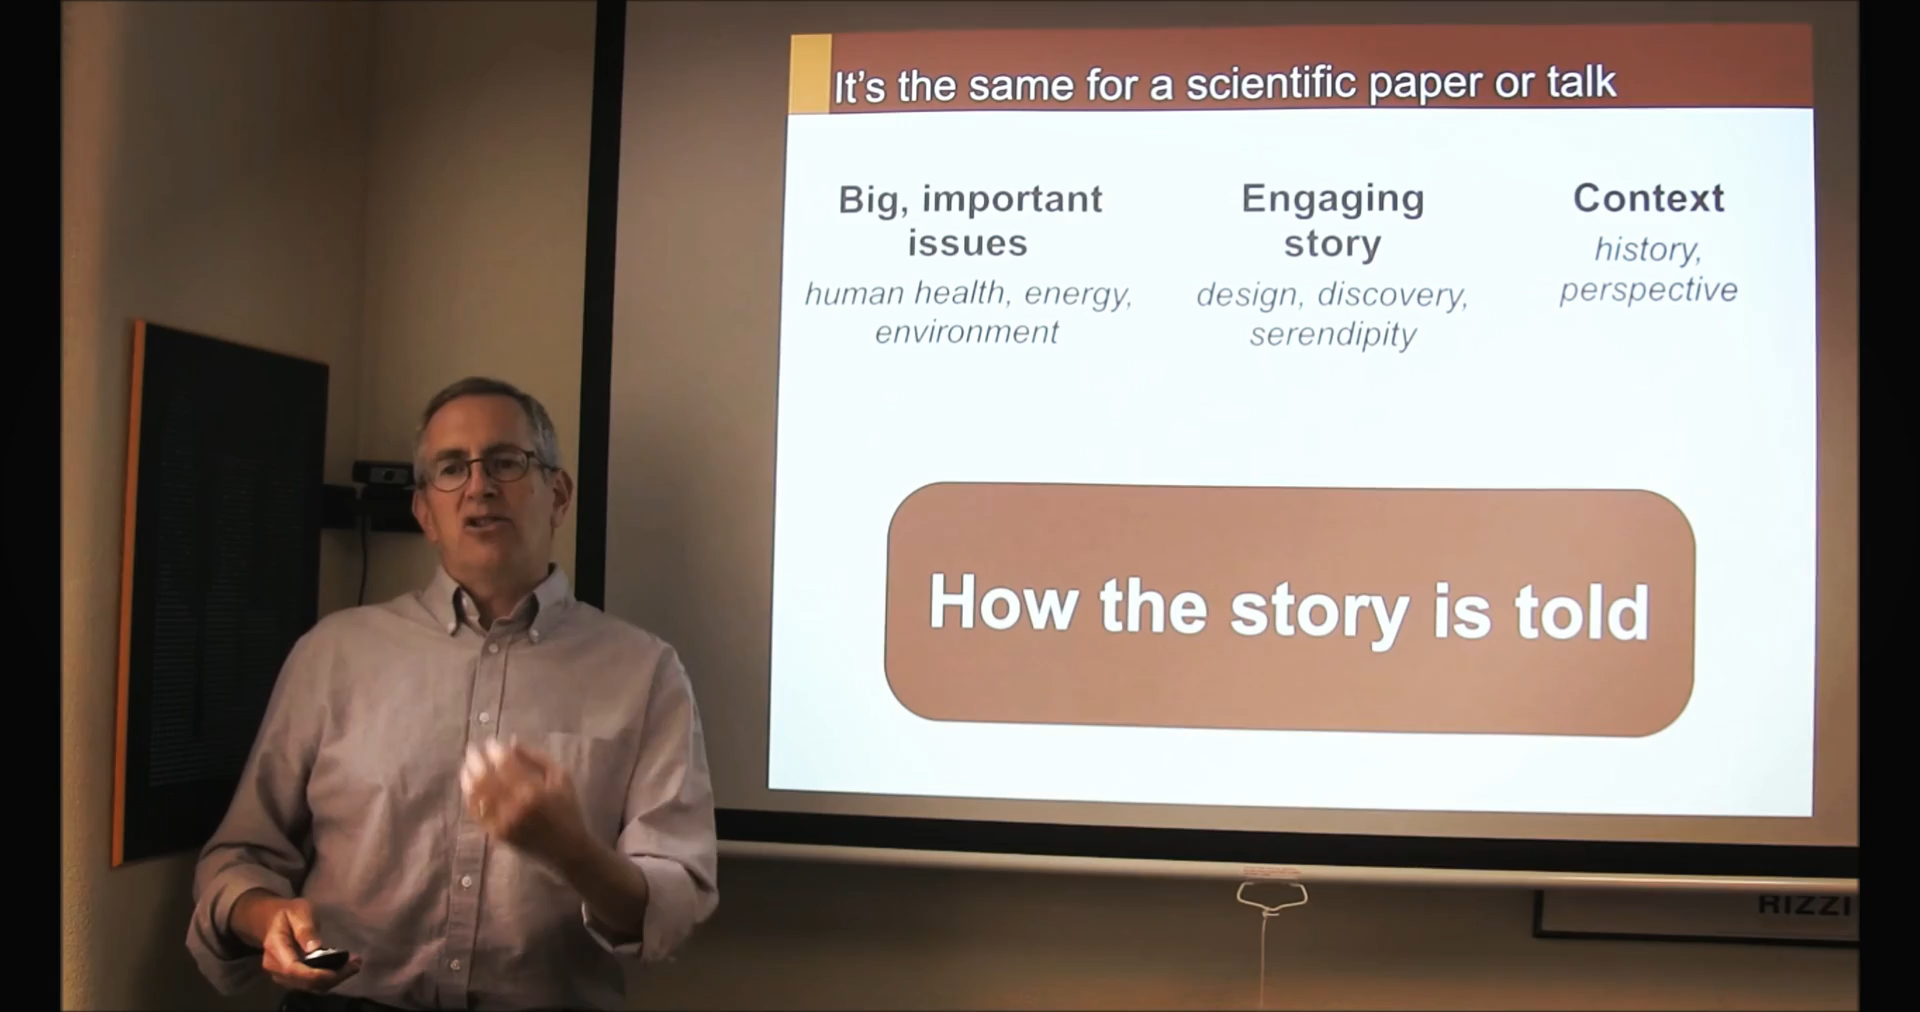 It's the same for a scientific paper or talk
Big, important
issues
human health, energy,
environment
Engaging
story
design, discovery,
serendipity
Context
history,
perspective
How the story is told
RIZZI